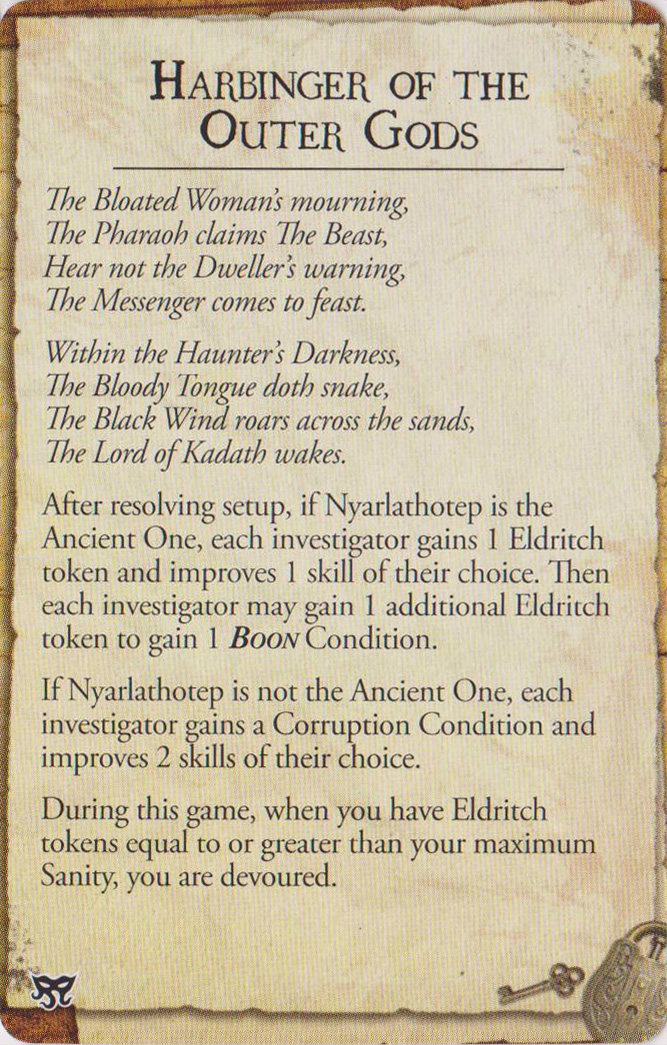 Harbinger of the
Outer Gods
The Bloated Woman's mourning,
The Pharaoh claims The Beast,
Hear not the Dweller's warning,
The Messenger comes to feast.
Within the Haunter's Darkness,
The Bloody Tongue doth snake,
The Black Wind roars across the sands,
The Lord of Kadath wakes.
After resolving setup, if Nyarlathotep is the
Ancient One, each investigator gains 1 Eldritch
token and improves 1 skill of their choice. Then
each investigator may gain 1 additional Eldritch
token to gain 1 Boon Condition.
If Nyarlathotep is not the Ancient One, each
investigator gains a Corruption Condition and
improves 2 skills of their choice.
During this game, when you have Eldritch
tokens equal to or greater than your maximum
Sanity, you are devoured.